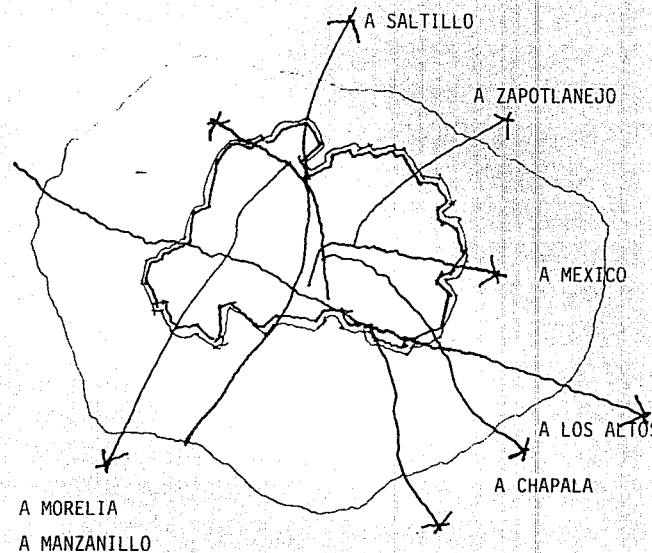 A SALTILLO
A ZAPOTLANEJO
A MEXICO
A LOS ALTOS
A CHAPALA
A MORELIA
A MANZANILLO